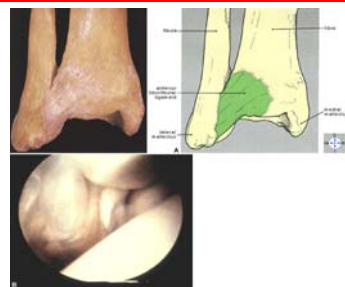 fibula
tibia
anterior
tibiofibular
ligament
lateral
malleolus
medial
malleolus
A
B